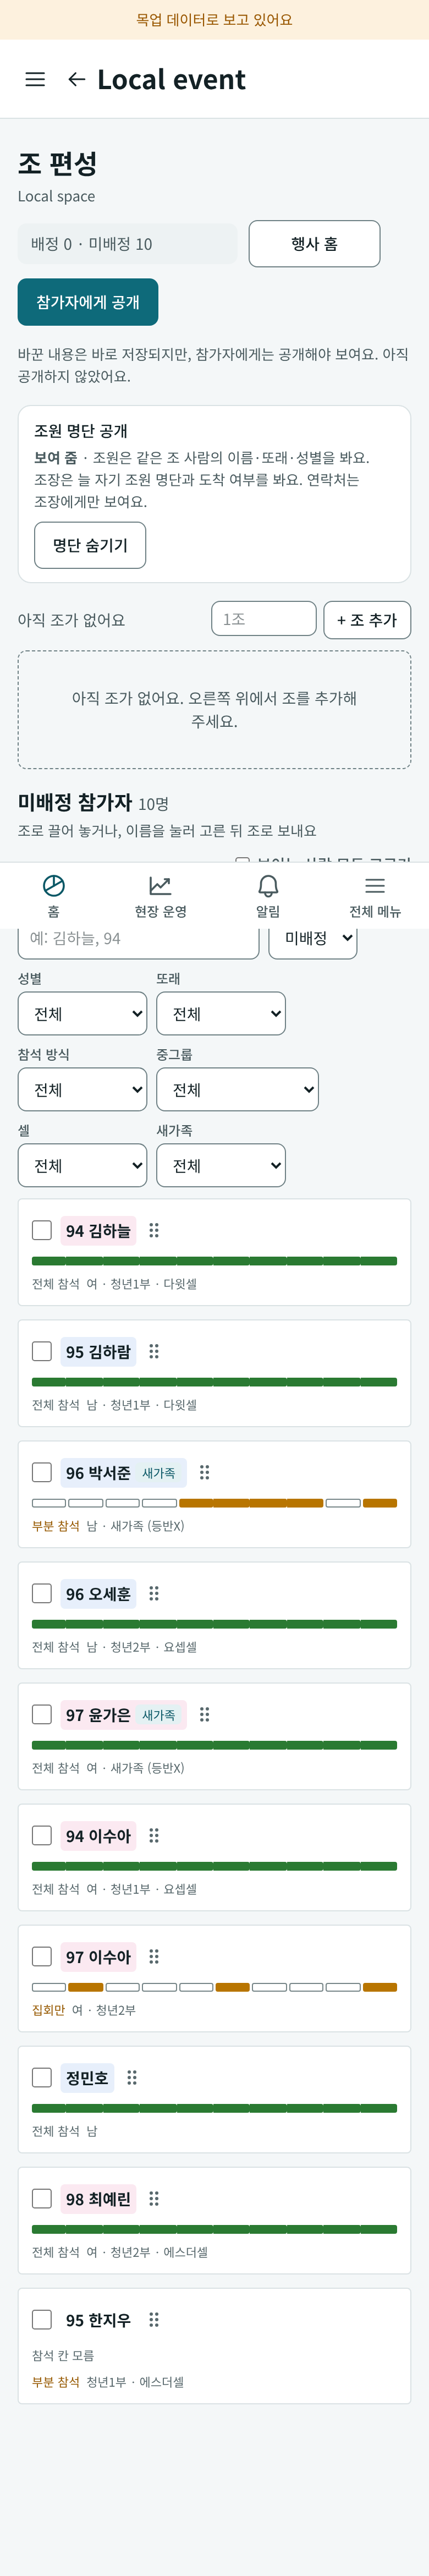 목업 데이터로 보고 있어요
Local event
조 편성
Local space
배정 0 · 미배정 10
행사 홈
참가자에게 공개
바꾼 내용은 바로 저장되지만, 참가자에게는 공개해야 보여요. 아직
공개하지 않았어요.
조원 명단 공개
보여 줌 · 조원은 같은 조 사람의 이름·또래·성별을 봐요.
조장은 늘 자기 조원 명단과 도착 여부를 봐요. 연락처는
조장에게만 보여요.
명단 숨기기
아직 조가 없어요
1조
+ 조 추가
아직 조가 없어요. 오른쪽 위에서 조를 추가해
주세요.
미배정 참가자 10명
조로 끌어 놓거나, 이름을 눌러 고른 뒤 조로 보내요
홈
현장 운영
알림
전체 메뉴
예: 김하늘, 94
미배정
성별
또래
전체
전체
참석 방식
중그룹
전체
전체
셀
새가족
전체
전체
94 김하늘
전체 참석 여 · 청년1부 · 다윗셀
95 김하람
전체 참석 남 · 청년1부 · 다윗셀
96 박서준 새가족
부분 참석 남 · 새가족 (등반X)
96 오세훈
전체 참석 남 · 청년2부 · 요셉셀
97 윤가은 새가족
전체 참석 여 · 새가족 (등반X)
94 이수아
전체 참석 여 · 청년1부 · 요셉셀
97 이수아
집회만 여 · 청년2부
정민호
전체 참석 남
98 최예린
전체 참석 여 · 청년2부 · 에스더셀
95 한지우
참석 칸 모름
부분 참석 청년1부 · 에스더셀